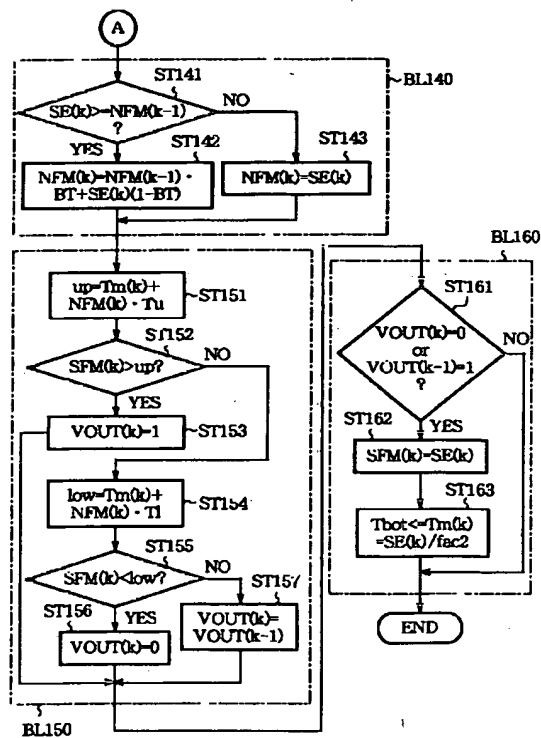 A
BL140
ST141
SE(k)>=NFM(k-1)
?
NO
YES
ST142
NFM(k)=NFM(k-1)·
BT+SE(k)(1-BT)
ST143
NFM(k)=SE(k)
up=Tm(k)+
NFM(k)·Tu
ST151
ST152
SFM(k)>up?
NO
YES
VOUT(k)=1
ST153
low=Tm(k)+
NFM(k)·Tl
ST154
ST155
SFM(k)<low?
NO
YES
ST156
VOUT(k)=0
ST157
VOUT(k)=
VOUT(k-1)
BL150
BL160
ST161
VOUT(k)=0
or
VOUT(k-1)=1
?
NO
YES
ST162
SFM(k)=SE(k)
ST163
Tbot<=Tm(k)
=SE(k)/fac2
END